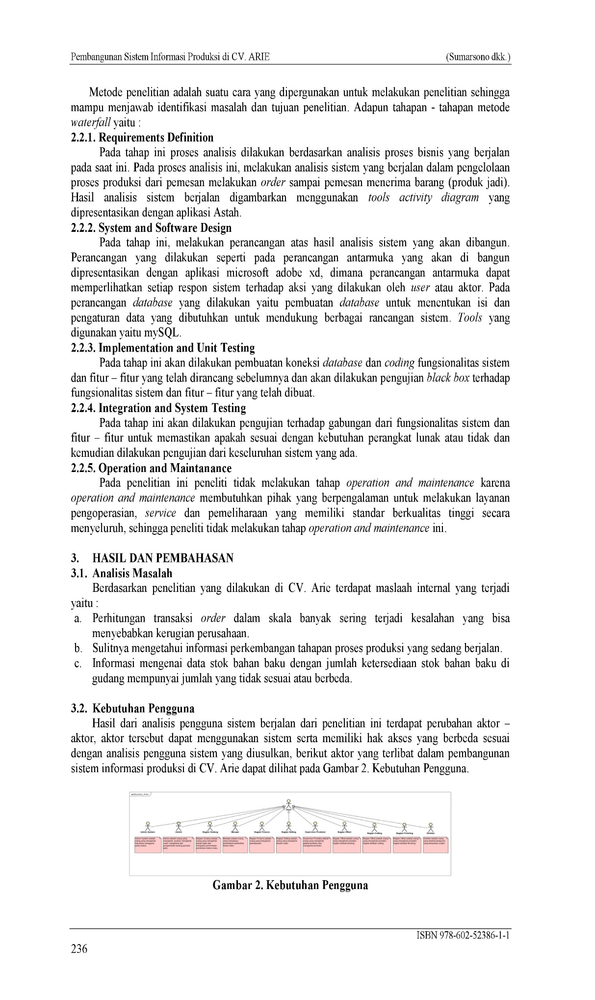 Pembangunan Sistem Informasi Produksi di CV. ARIE (Sumarsono dkk.)
Metode penelitian adalah suatu cara yang dipergunakan untuk melakukan penelitian sehingga
mampu menjawab identifikasi masalah dan tujuan penelitian. Adapun tahapan - tahapan metode
waterfall yaitu :
2.2.1. Requirements Definition
Pada tahap ini proses analisis dilakukan berdasarkan analisis proses bisnis yang berjalan
pada saat ini. Pada proses analisis ini, melakukan analisis sistem yang berjalan dalam pengelolaan
proses produksi dari pemesan melakukan order sampai pemesan menerima barang (produk jadi).
Hasil analisis sistem berjalan digambarkan menggunakan tools activity diagram yang
dipresentasikan dengan aplikasi Astah.
2.2.2. System and Software Design
Pada tahap ini, melakukan perancangan atas hasil analisis sistem yang akan dibangun.
Perancangan yang dilakukan seperti pada perancangan antarmuka yang akan di bangun
dipresentasikan dengan aplikasi microsoft adobe xd, dimana perancangan antarmuka dapat
memperlihatkan setiap respon sistem terhadap aksi yang dilakukan oleh user atau aktor. Pada
perancangan database yang dilakukan yaitu pembuatan database untuk menentukan isi dan
pengaturan data yang dibutuhkan untuk mendukung berbagai rancangan sistem. Tools yang
digunakan yaitu mySQL.
2.2.3. Implementation and Unit Testing
Pada tahap ini akan dilakukan pembuatan koneksi database dan coding fungsionalitas sistem
dan fitur – fitur yang telah dirancang sebelumnya dan akan dilakukan pengujian black box terhadap
fungsionalitas sistem dan fitur – fitur yang telah dibuat.
2.2.4. Integration and System Testing
Pada tahap ini akan dilakukan pengujian terhadap gabungan dari fungsionalitas sistem dan
fitur – fitur untuk memastikan apakah sesuai dengan kebutuhan perangkat lunak atau tidak dan
kemudian dilakukan pengujian dari keseluruhan sistem yang ada.
2.2.5. Operation and Maintanance
Pada penelitian ini peneliti tidak melakukan tahap operation and maintenance karena
operation and maintenance membutuhkan pihak yang berpengalaman untuk melakukan layanan
pengoperasian, service dan pemeliharaan yang memiliki standar berkualitas tinggi secara
menyeluruh, sehingga peneliti tidak melakukan tahap operation and maintenance ini.
3. HASIL DAN PEMBAHASAN
3.1. Analisis Masalah
Berdasarkan penelitian yang dilakukan di CV. Arie terdapat maslaah internal yang terjadi
yaitu :
a. Perhitungan transaksi order dalam skala banyak sering terjadi kesalahan yang bisa
menyebabkan kerugian perusahaan.
b. Sulitnya mengetahui informasi perkembangan tahapan proses produksi yang sedang berjalan.
c. Informasi mengenai data stok bahan baku dengan jumlah ketersediaan stok bahan baku di
gudang mempunyai jumlah yang tidak sesuai atau berbeda.
3.2. Kebutuhan Pengguna
Hasil dari analisis pengguna sistem berjalan dari penelitian ini terdapat perubahan aktor –
aktor, aktor tersebut dapat menggunakan sistem serta memiliki hak akses yang berbeda sesuai
dengan analisis pengguna sistem yang diusulkan, berikut aktor yang terlibat dalam pembangunan
sistem informasi produksi di CV. Arie dapat dilihat pada Gambar 2. Kebutuhan Pengguna.
Admin System Admin Bagian Gudang Manajer Bagian Finance Bagian Setting Supervisor Produksi Bagian Offset Bagian Cutting Bagian Finishing Direktur
Gambar 2. Kebutuhan Pengguna
ISBN 978-602-52386-1-1
236